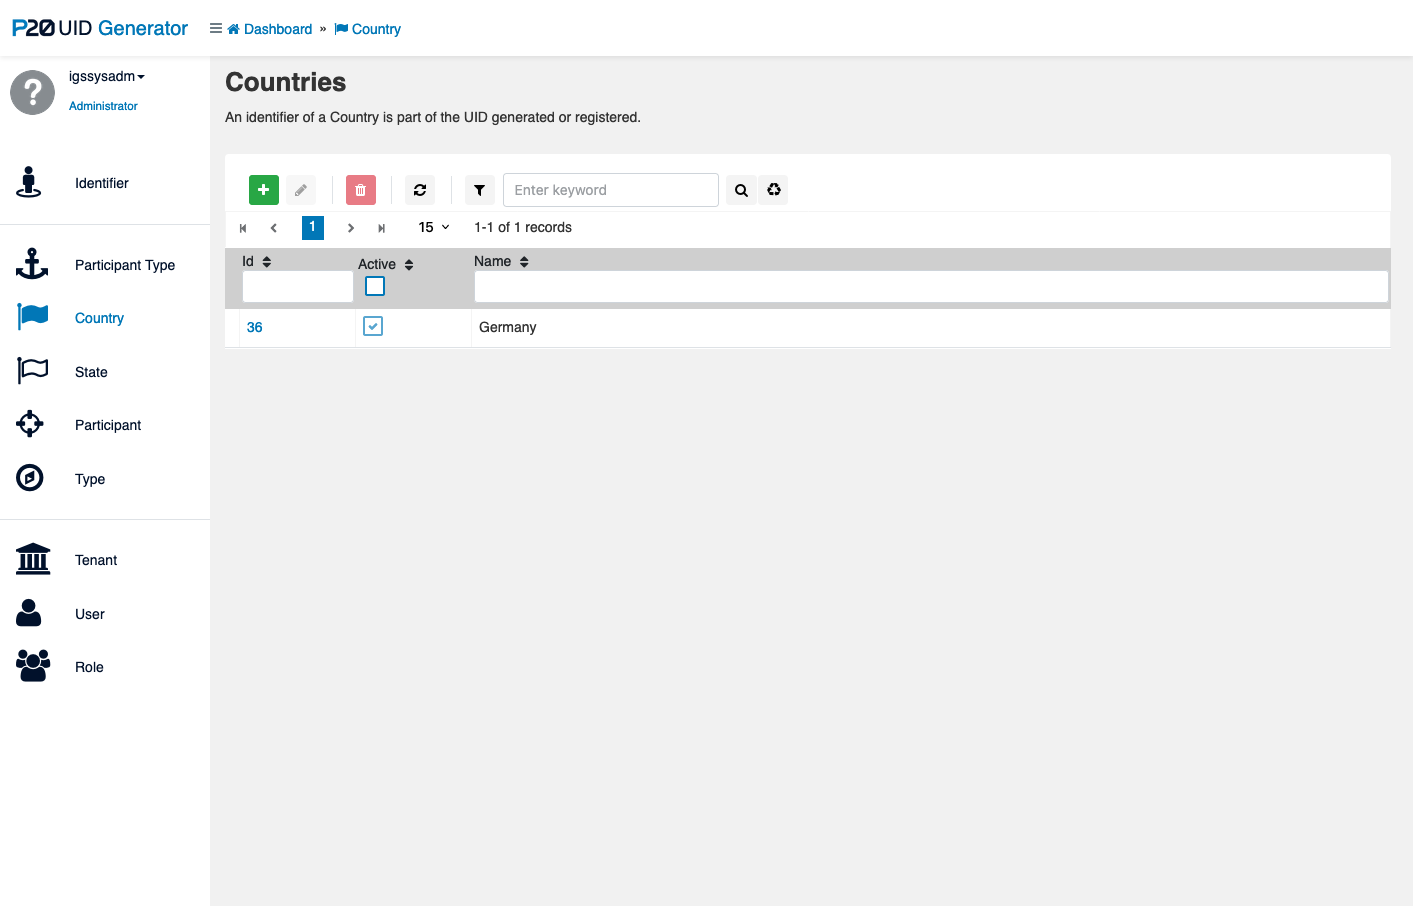 P20 UID Generator
Dashboard » Country
igssysadm
Administrator
Identifier
Participant Type
Country
State
Participant
Type
Tenant
User
Role
Countries
An identifier of a Country is part of the UID generated or registered.
Enter keyword
1 15 1-1 of 1 records
Id Active Name
36 Germany